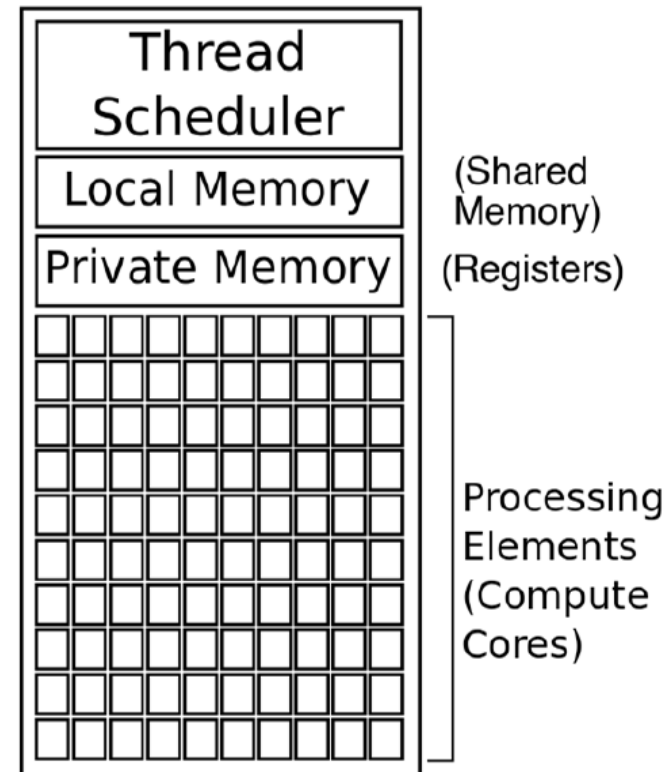 Thread
Scheduler
Local Memory
(Shared
Memory)
Private Memory
(Registers)
Processing
Elements
(Compute
Cores)